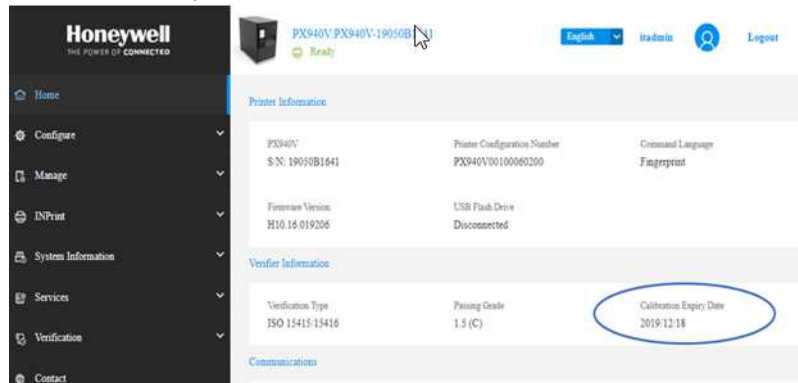 Honeywell
THE POWER OF CONNECTED
PX940V:PX940V-19050B1641
Ready
English
itadmin
Logout
Home
Configure
Manage
INPrint
System Information
Services
Verification
Contact
Printer Information
PX940V
Printer Configuration Number
Command Language
S/N: 19050B1641
PX940V00100060200
Fingerprint
Firmware Version
USB Flash Drive
H10.16.019206
Disconnected
Verifier Information
Verification Type
Passing Grade
Calibration Expiry Date
ISO 15415/15416
1.5 (C)
2019/12/18
Communications